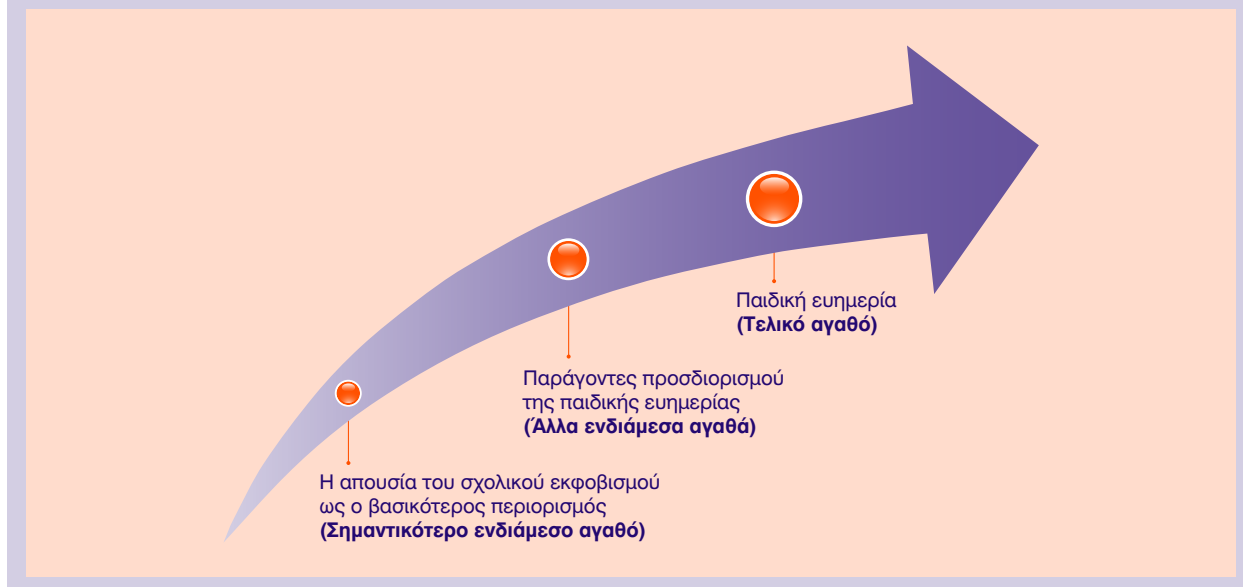 Παιδική ευημερία
(Τελικό αγαθό)
Παράγοντες προσδιορισμού
της παιδικής ευημερίας
(Άλλα ενδιάμεσα αγαθά)
Η απουσία του σχολικού εκφοβισμού
ως ο βασικότερος περιορισμός
(Σημαντικότερο ενδιάμεσο αγαθό)